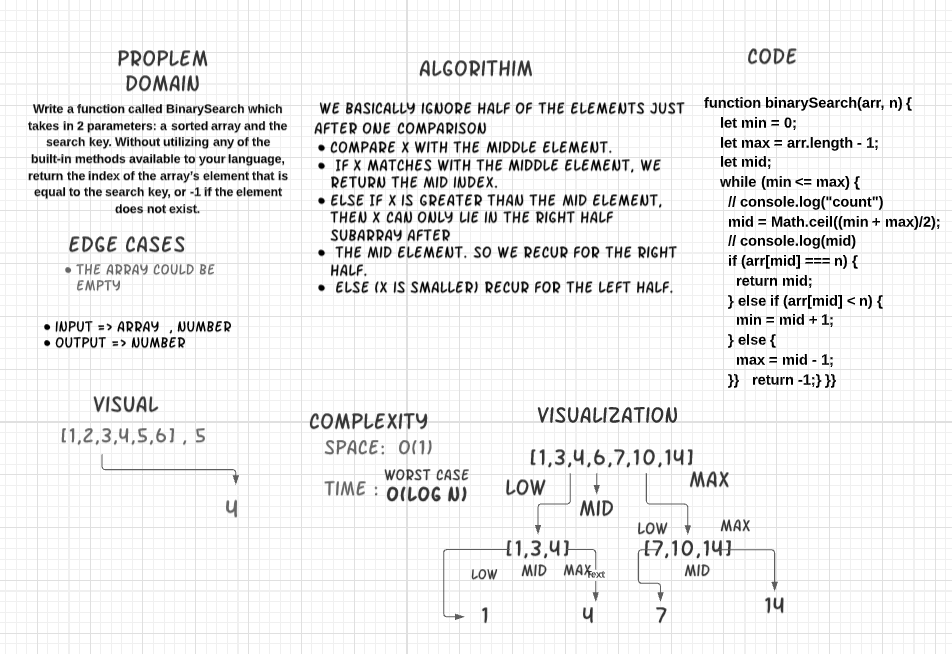 PROPLEM
DOMAIN
Write a function called BinarySearch which
takes in 2 parameters: a sorted array and the
search key. Without utilizing any of the
built-in methods available to your language,
return the index of the array's element that is
equal to the search key, or -1 if the element
does not exist.
EDGE CASES
• THE ARRAY COULD BE
EMPTY
• INPUT => ARRAY , NUMBER
• OUTPUT => NUMBER
VISUAL
[1,2,3,4,5,6] , 5
4
ALGORITHIM
WE BASICALLY IGNORE HALF OF THE ELEMENTS JUST
AFTER ONE COMPARISON
• COMPARE X WITH THE MIDDLE ELEMENT.
• IF X MATCHES WITH THE MIDDLE ELEMENT, WE
RETURN THE MID INDEX.
• ELSE IF X IS GREATER THAN THE MID ELEMENT,
THEN X CAN ONLY LIE IN THE RIGHT HALF
SUBARRAY AFTER
• THE MID ELEMENT. SO WE RECUR FOR THE RIGHT
HALF.
• ELSE (X IS SMALLER) RECUR FOR THE LEFT HALF.
CODE
function binarySearch(arr, n) {
let min = 0;
let max = arr.length - 1;
let mid;
while (min <= max) {
// console.log("count")
mid = Math.ceil((min + max)/2);
// console.log(mid)
if (arr[mid] === n) {
return mid;
} else if (arr[mid] < n) {
min = mid + 1;
} else {
max = mid - 1;
}} return -1;} }}
COMPLEXITY
SPACE: O(1)
WORST CASE
TIME : O(LOG N)
VISUALIZATION
[1,3,4,6,7,10,14]
LOW MAX
MID
LOW MAX
[1,3,4] [7,10,14]
LOW MID MAX Text MID
1 4 7 14